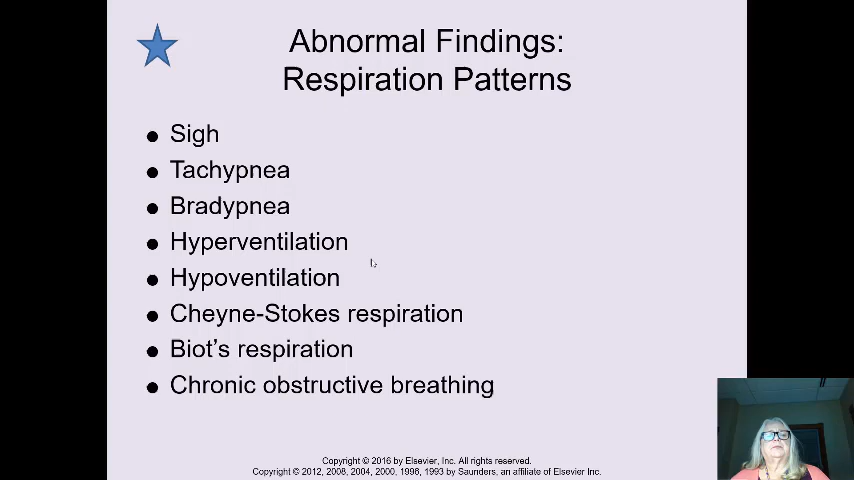 Abnormal Findings:
Respiration Patterns
● Sigh
● Tachypnea
● Bradypnea
● Hyperventilation
● Hypoventilation
● Cheyne-Stokes respiration
● Biot’s respiration
● Chronic obstructive breathing
Copyright © 2016 by Elsevier, Inc. All rights reserved.
Copyright © 2012, 2008, 2004, 2000, 1996, 1993 by Saunders, an affiliate of Elsevier Inc.